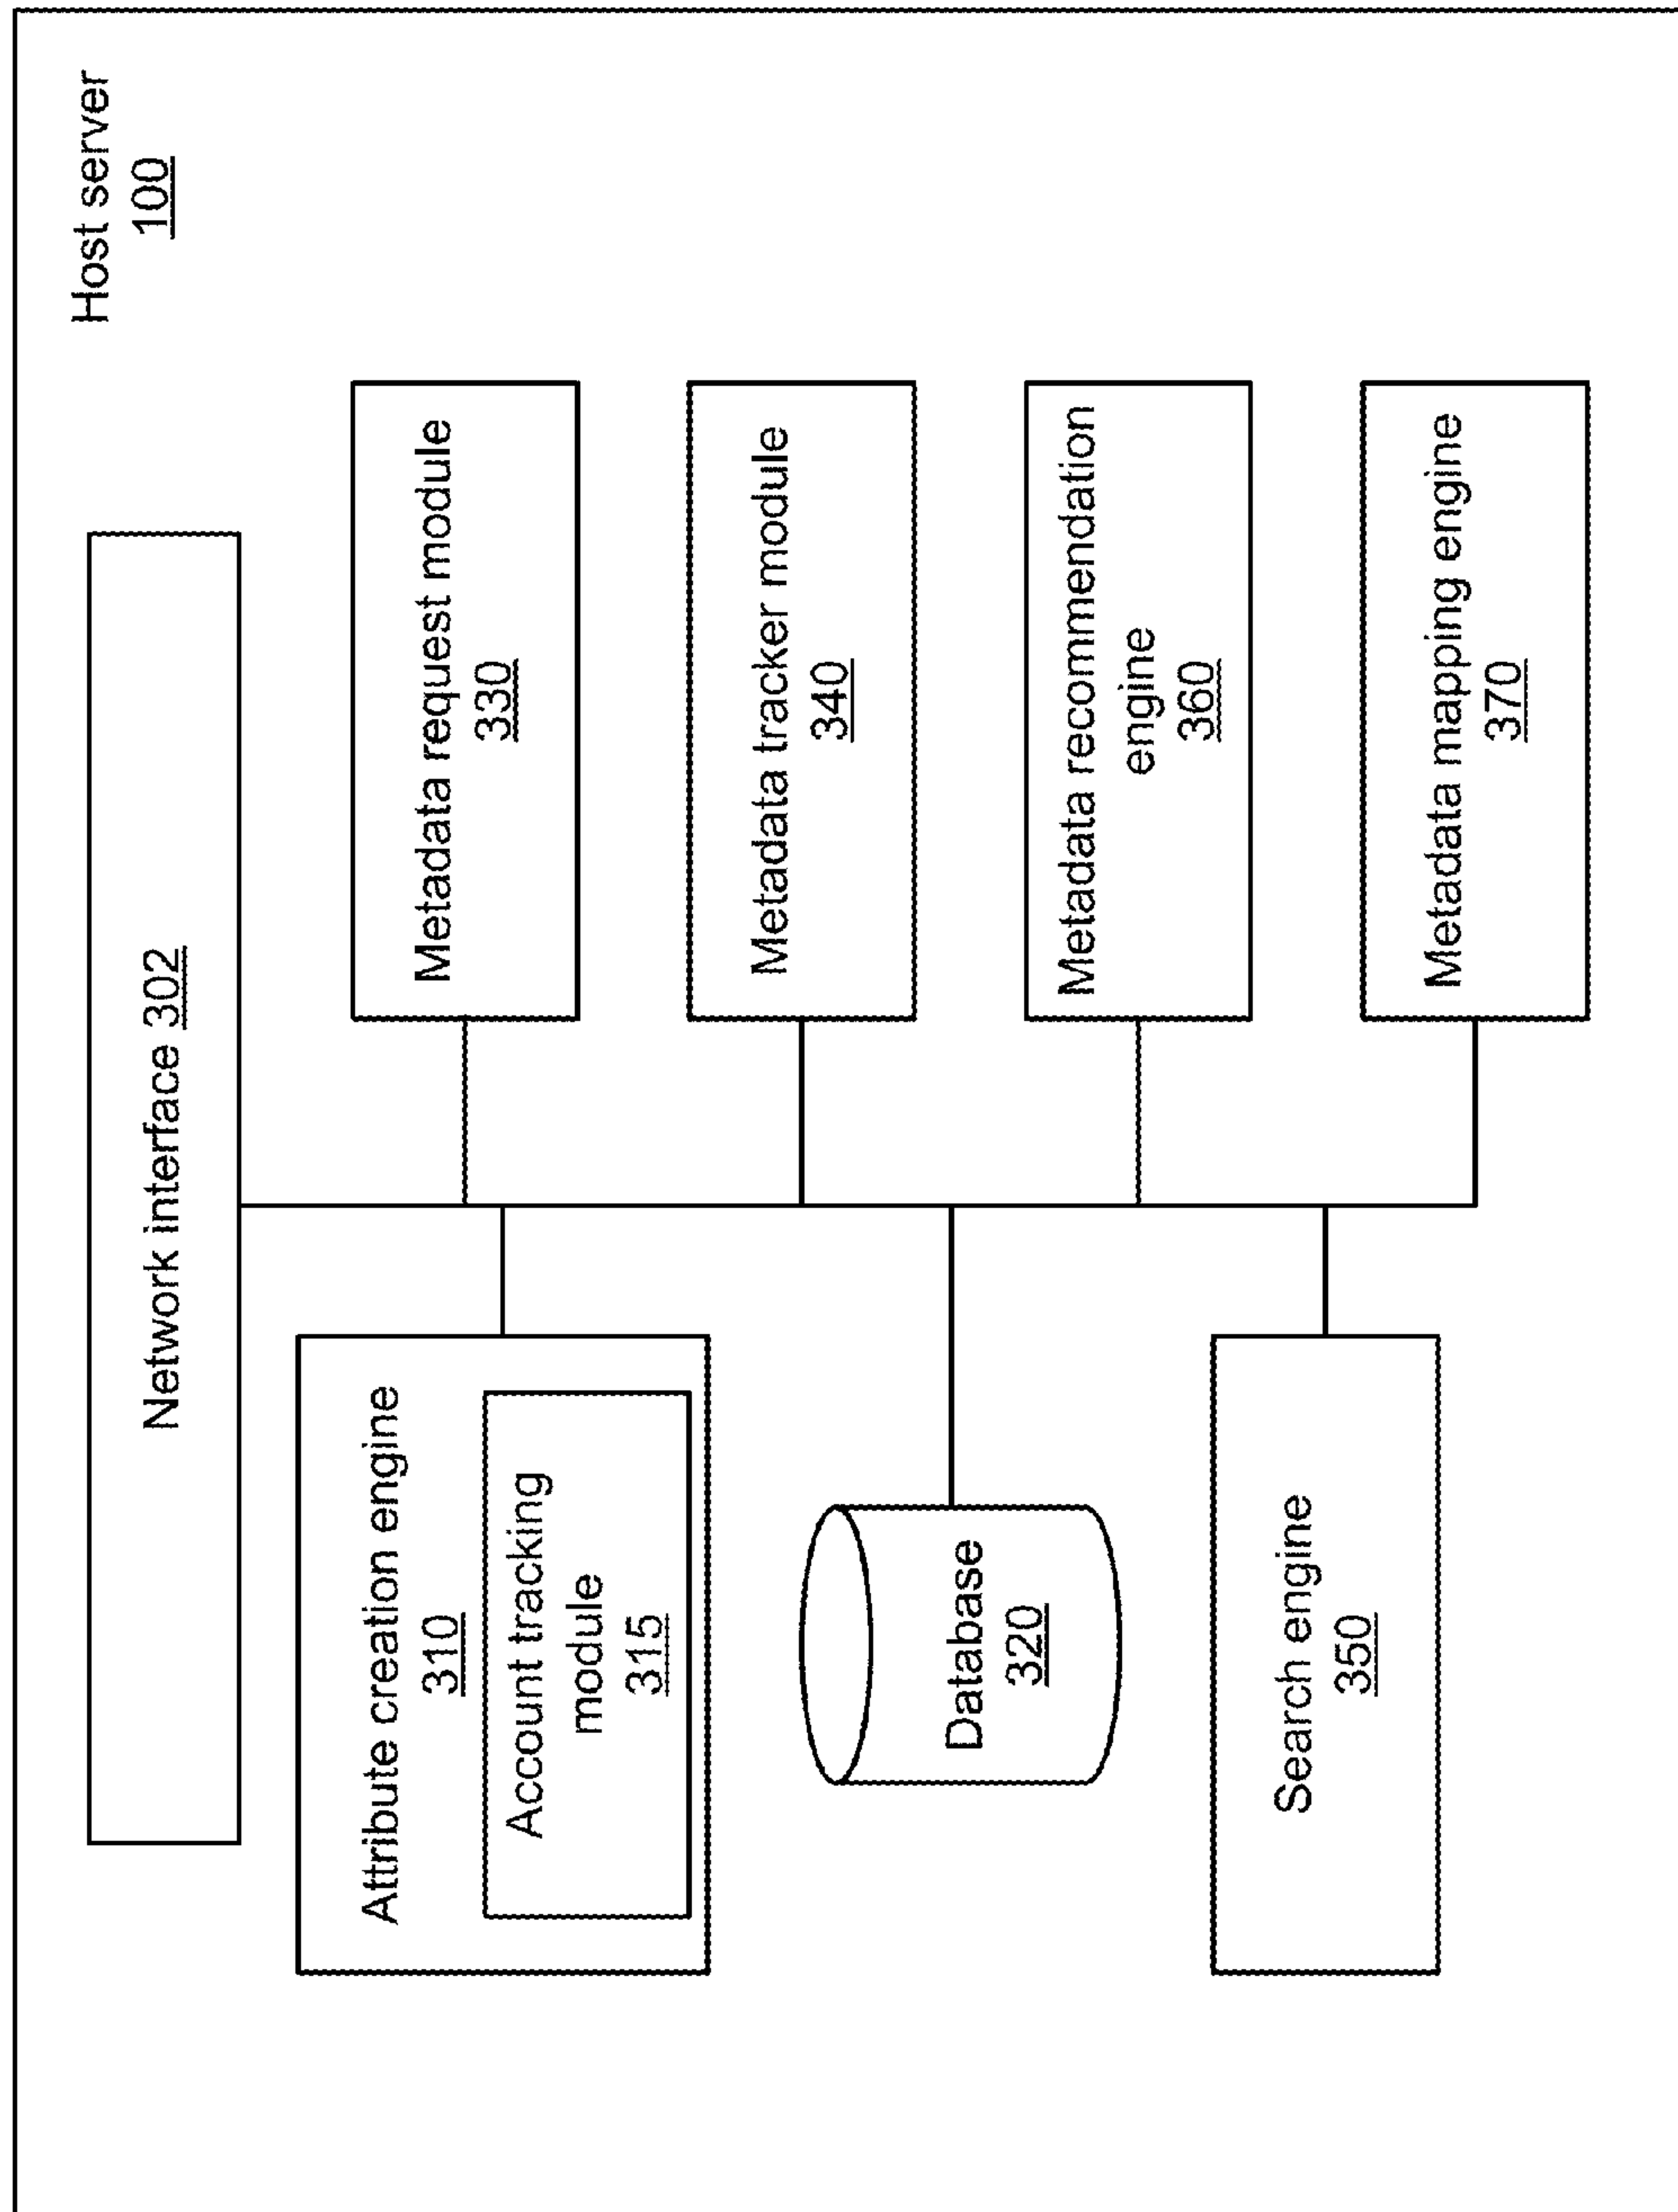 Host server
100
Network interface 302
Attribute creation engine
310
Account tracking
module
315
Database
320
Search engine
350
Metadata request module
330
Metadata tracker module
340
Metadata recommendation
engine
360
Metadata mapping engine
370